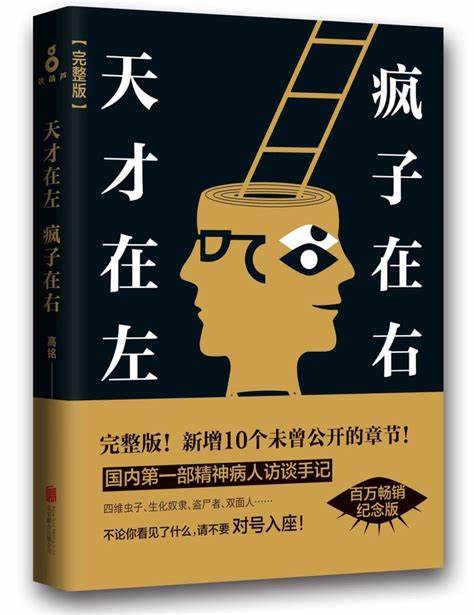 天才在左 疯子在右
高铭
【完整版】
天才在左
疯子在右
完整版！新增10个未曾公开的章节！
国内第一部精神病人访谈手记
四维虫子、生化奴隶、盗尸者、双面人……
不论你看见了什么，请不要 对号入座！
百万畅销
纪念版